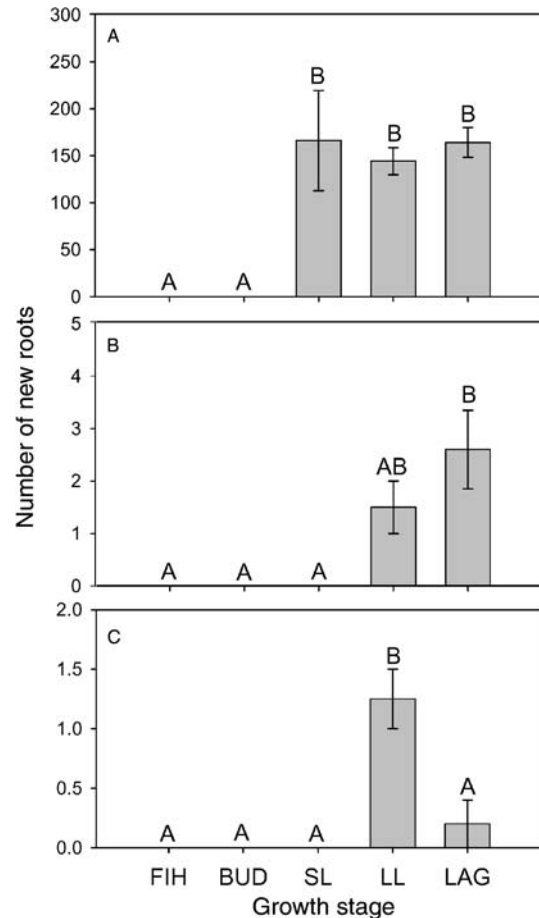 Number of new roots
300
A
250
B
B
B
200
150
100
50
A
A
0
5
B
4
B
3
AB
2
1
A
A
A
0
2.0
C
B
1.5
1.0
0.5
A
A
A
A
0.0
FIH BUD SL LL LAG
Growth stage